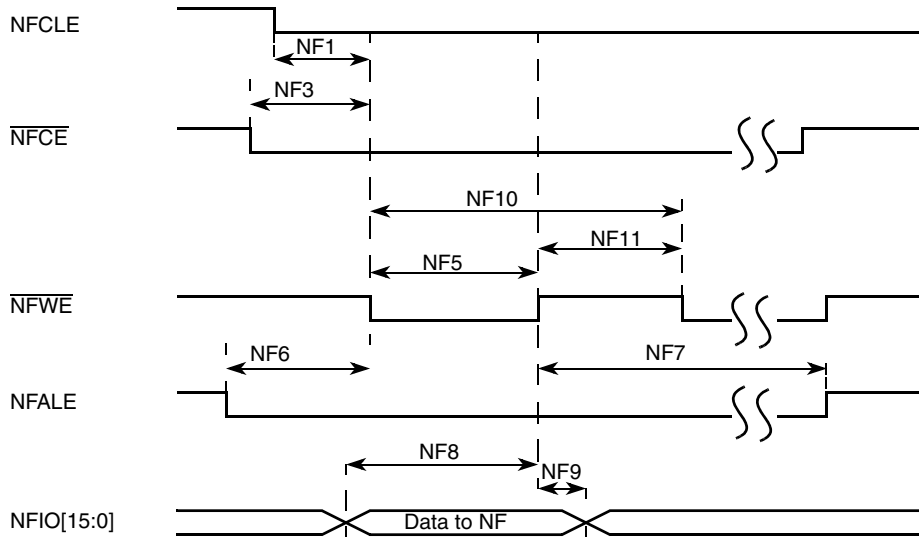 NFCLE
NF1
NF3
NFCE
NF10
NF11
NF5
NFWE
NF6
NF7
NFALE
NF8
NF9
NFIO[15:0]
Data to NF